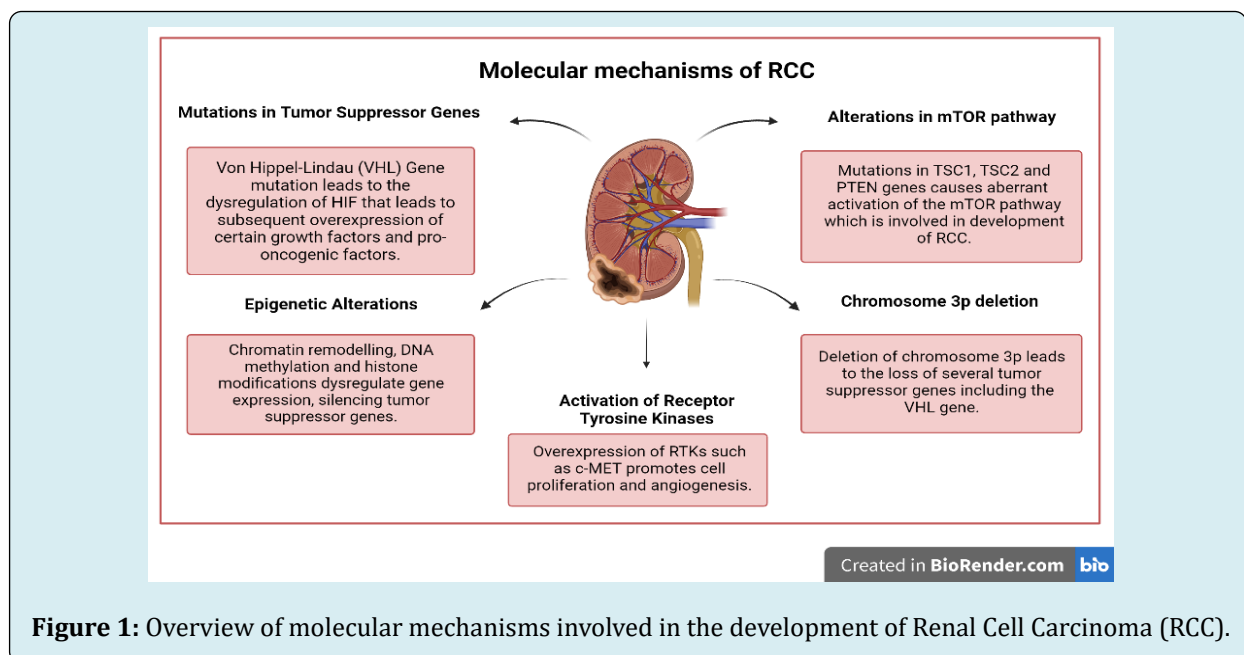 Molecular mechanisms of RCC
Mutations in Tumor Suppressor Genes
Von Hippel-Lindau (VHL) Gene
mutation leads to the
dysregulation of HIF that leads to
subsequent overexpression of
certain growth factors and pro-
oncogenic factors.
Alterations in mTOR pathway
Mutations in TSC1, TSC2 and
PTEN genes causes aberrant
activation of the mTOR pathway
which is involved in development
of RCC.
Epigenetic Alterations
Chromatin remodelling, DNA
methylation and histone
modifications dysregulate gene
expression, silencing tumor
suppressor genes.
Activation of Receptor
Tyrosine Kinases
Overexpression of RTKs such
as c-MET promotes cell
proliferation and angiogenesis.
Chromosome 3p deletion
Deletion of chromosome 3p leads
to the loss of several tumor
suppressor genes including the
VHL gene.
Created in BioRender.com bio
Figure 1: Overview of molecular mechanisms involved in the development of Renal Cell Carcinoma (RCC).